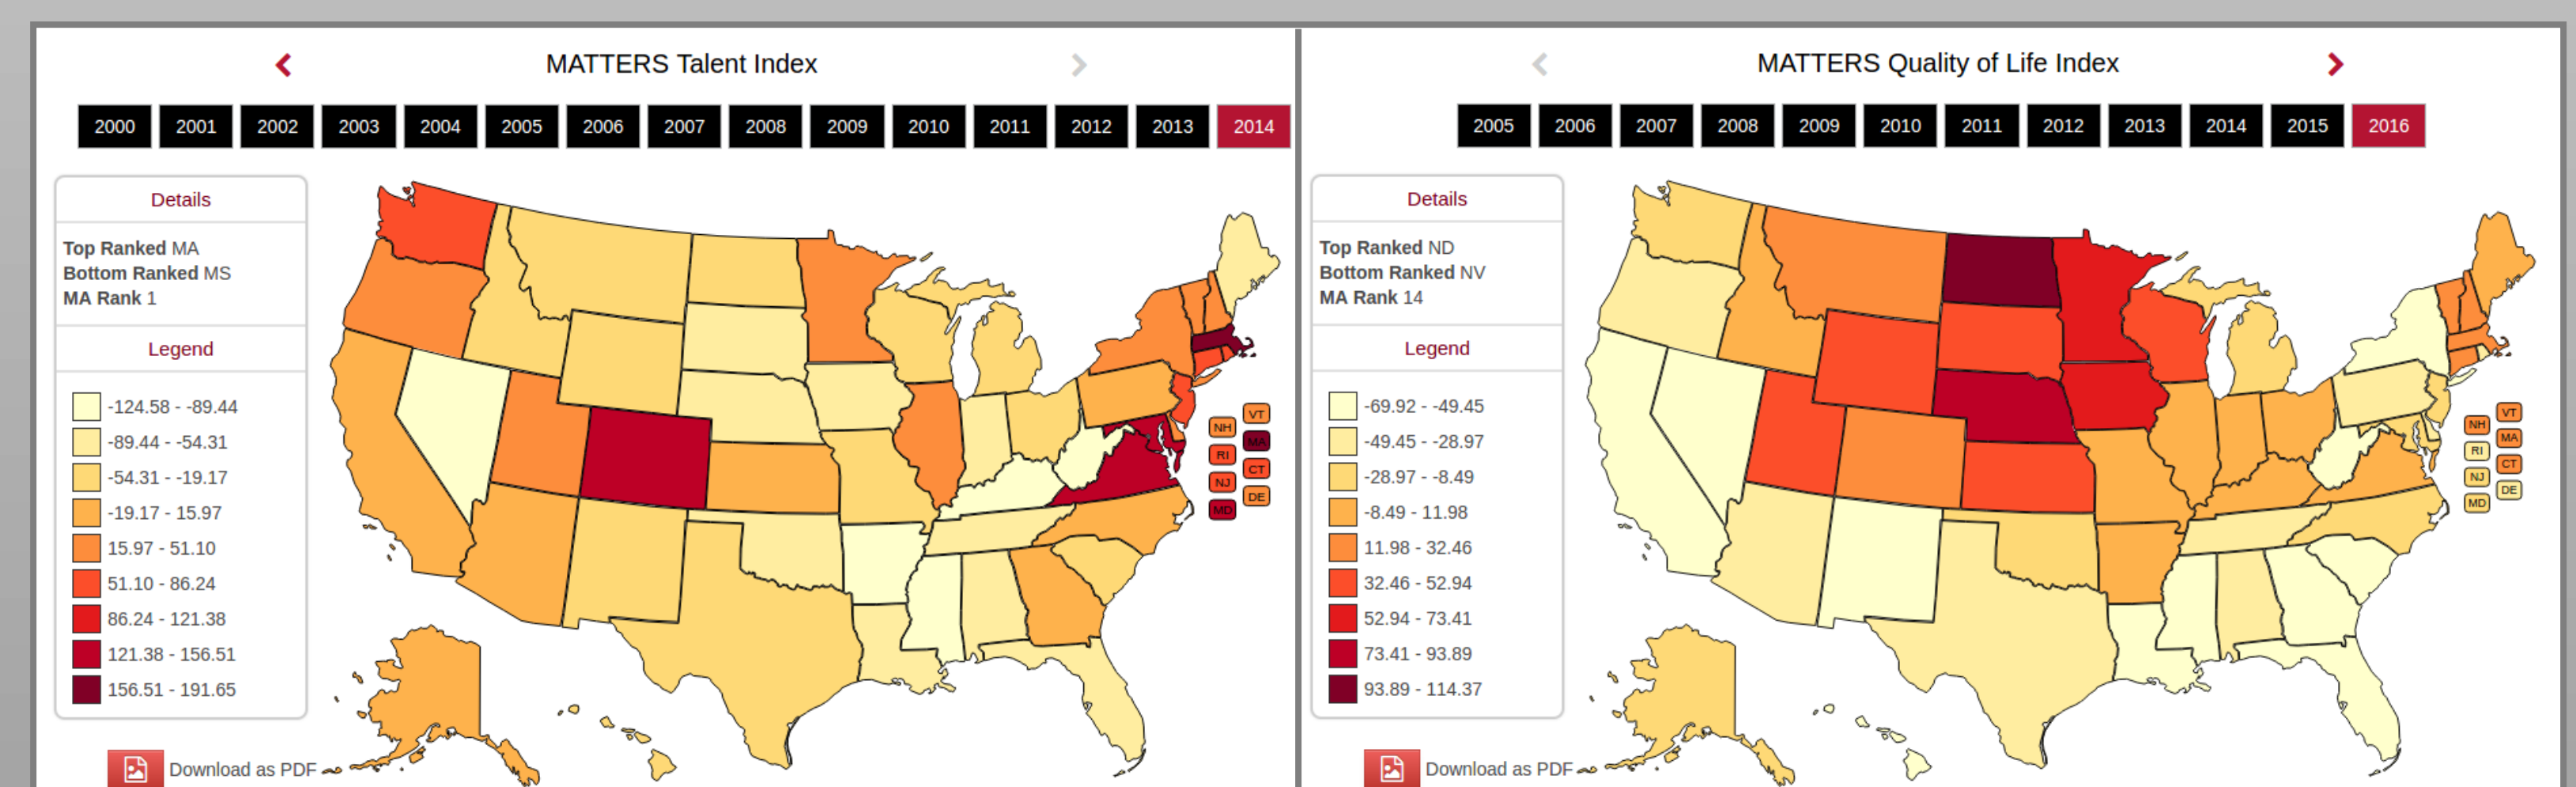 MATTERS Talent Index
2000 2001 2002 2003 2004 2005 2006 2007 2008 2009 2010 2011 2012 2013 2014
Details
Top Ranked MA
Bottom Ranked MS
MA Rank 1
Legend
-124.58 - -89.44
-89.44 - -54.31
-54.31 - -19.17
-19.17 - 15.97
15.97 - 51.10
51.10 - 86.24
86.24 - 121.38
121.38 - 156.51
156.51 - 191.65
VT
NH
MA
RI
CT
NJ
DE
MD
Download as PDF
MATTERS Quality of Life Index
2005 2006 2007 2008 2009 2010 2011 2012 2013 2014 2015 2016
Details
Top Ranked ND
Bottom Ranked NV
MA Rank 14
Legend
-69.92 - -49.45
-49.45 - -28.97
-28.97 - -8.49
-8.49 - 11.98
11.98 - 32.46
32.46 - 52.94
52.94 - 73.41
73.41 - 93.89
93.89 - 114.37
VT
NH
MA
RI
CT
NJ
DE
MD
Download as PDF